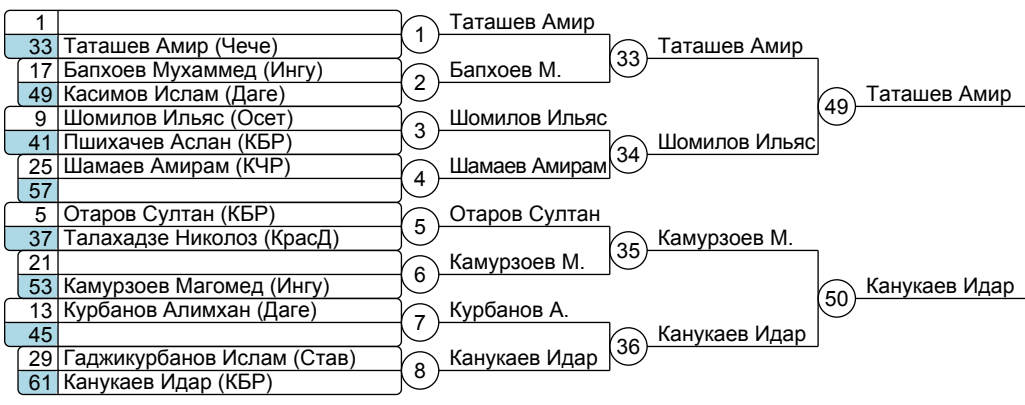 1
33 Таташев Амир (Чече)
17 Бапхоев Мухаммед (Ингу)
49 Касимов Ислам (Даге)
9 Шомилов Ильяс (Осет)
41 Пшихачев Аслан (КБР)
25 Шамаев Амирам (КЧР)
57
5 Отаров Султан (КБР)
37 Талахадзе Николоз (КрасД)
21
53 Камурзоев Магомед (Ингу)
13 Курбанов Алимхан (Даге)
45
29 Гаджикурбанов Ислам (Став)
61 Канукаев Идар (КБР)
1 Таташев Амир
2 Бапхоев М.
3 Шомилов Ильяс
4 Шамаев Амирам
5 Отаров Султан
6 Камурзоев М.
7 Курбанов А.
8 Канукаев Идар
33 Таташев Амир
34 Шомилов Ильяс
35 Камурзоев М.
36 Канукаев Идар
49 Таташев Амир
50 Канукаев Идар